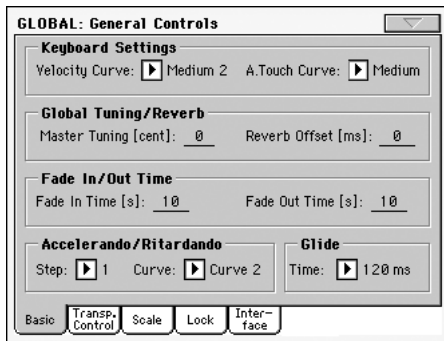 GLOBAL: General Controls
Keyboard Settings
Velocity Curve: Medium 2 A.Touch Curve: Medium
Global Tuning/Reverb
Master Tuning [cent]: 0 Reverb Offset [ms]: 0
Fade In/Out Time
Fade In Time [s]: 10 Fade Out Time [s]: 10
Accelerando/Ritardando Glide
Step: 1 Curve: Curve 2 Time: 120 ms
Basic Transp. Control Scale Lock Inter-face